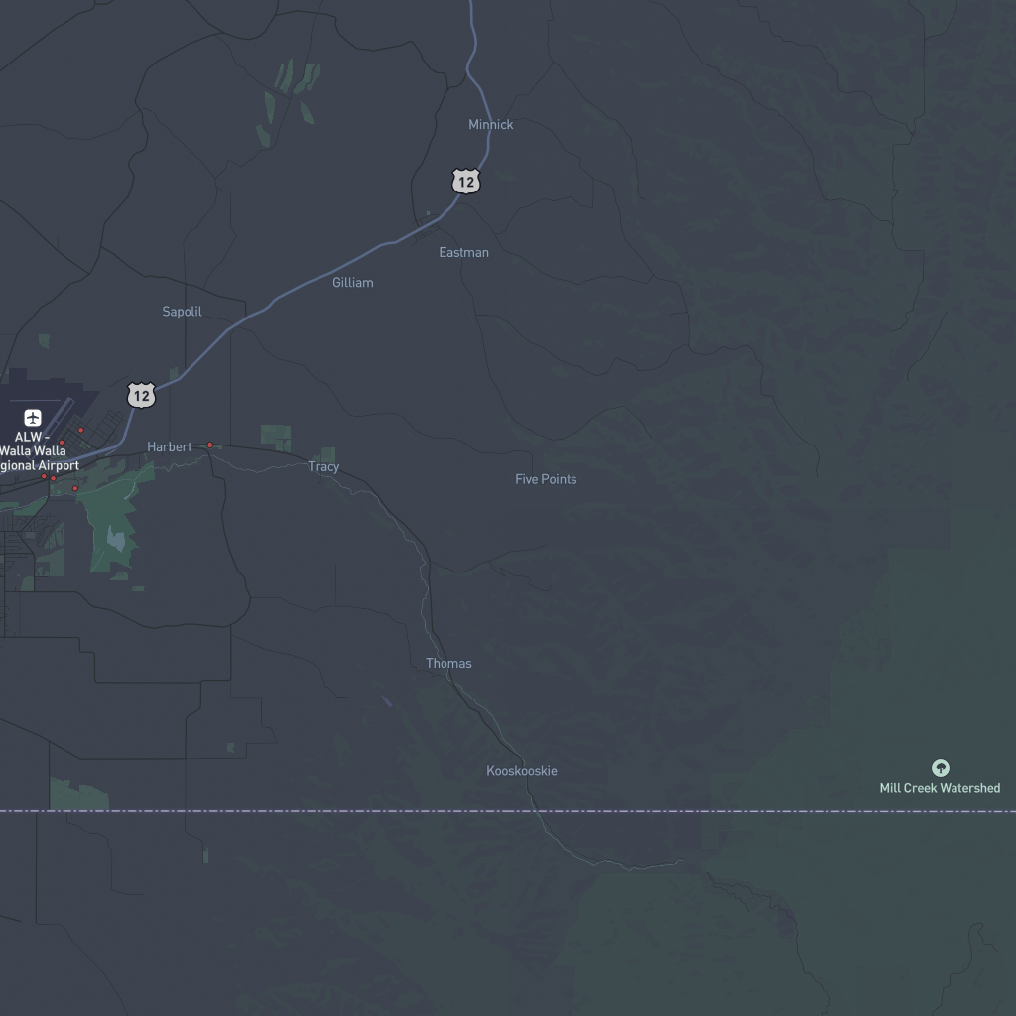 Minnick
12
Eastman
Gilliam
Sapolil
12
ALW -
Walla Walla
gional Airport
Harbert
Tracy
Five Points
Thomas
Kooskooskie
Mill Creek Watershed